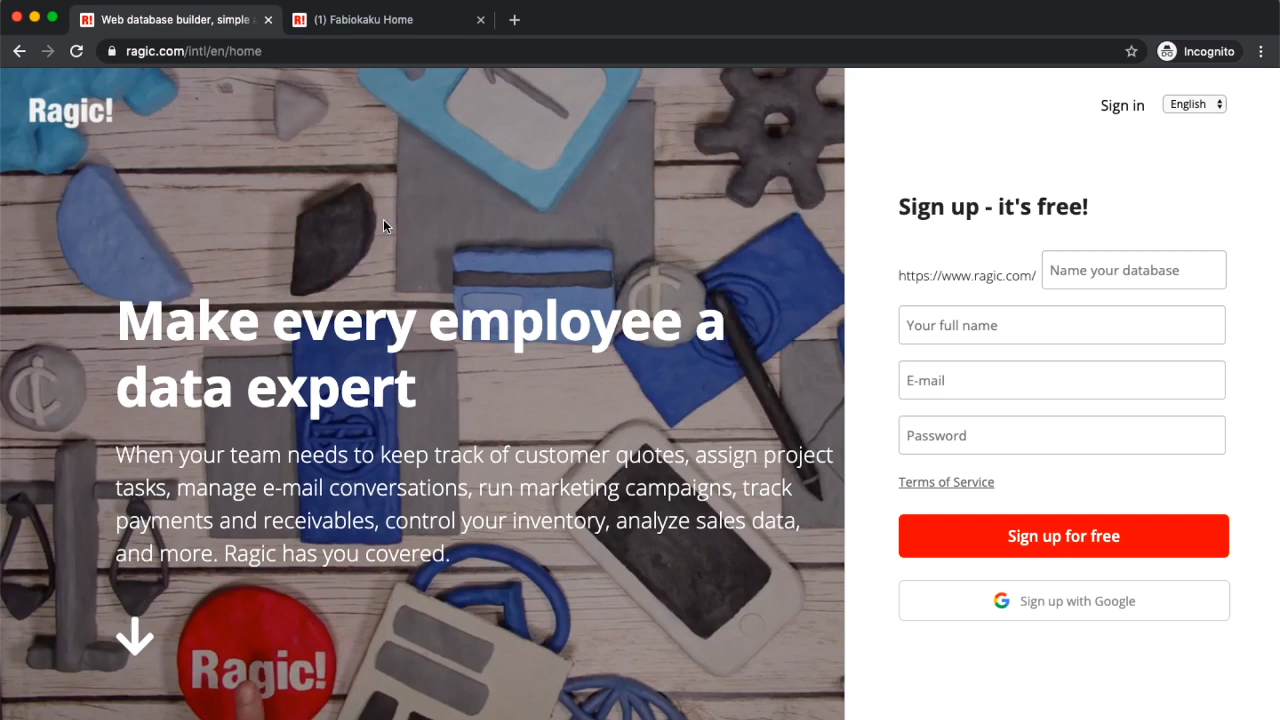 Web database builder, simple
(1) Fabiokaku Home
ragic.com/intl/en/home
Incognito
Ragic!
Sign in
English
Make every employee a
data expert
When your team needs to keep track of customer quotes, assign project
tasks, manage e-mail conversations, run marketing campaigns, track
payments and receivables, control your inventory, analyze sales data,
and more. Ragic has you covered.
Ragic!
Sign up - it's free!
https://www.ragic.com/ Name your database
Your full name
E-mail
Password
Terms of Service
Sign up for free
Sign up with Google